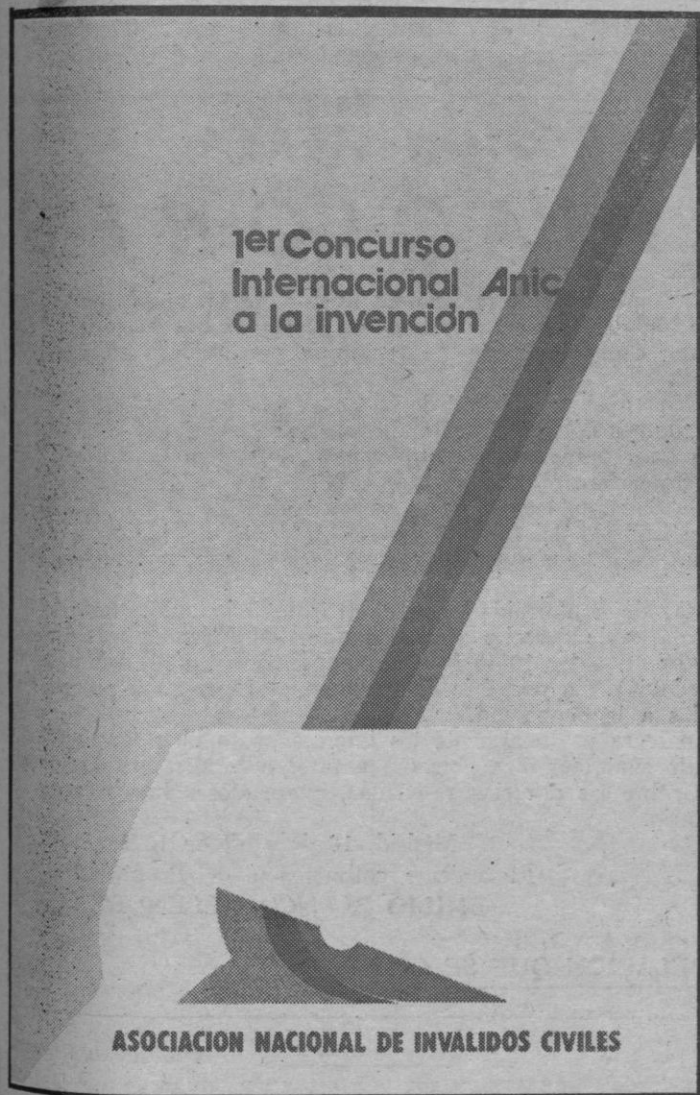 1er Concurso
Internacional Anic
a la invención
ASOCIACION NACIONAL DE INVALIDOS CIVILES